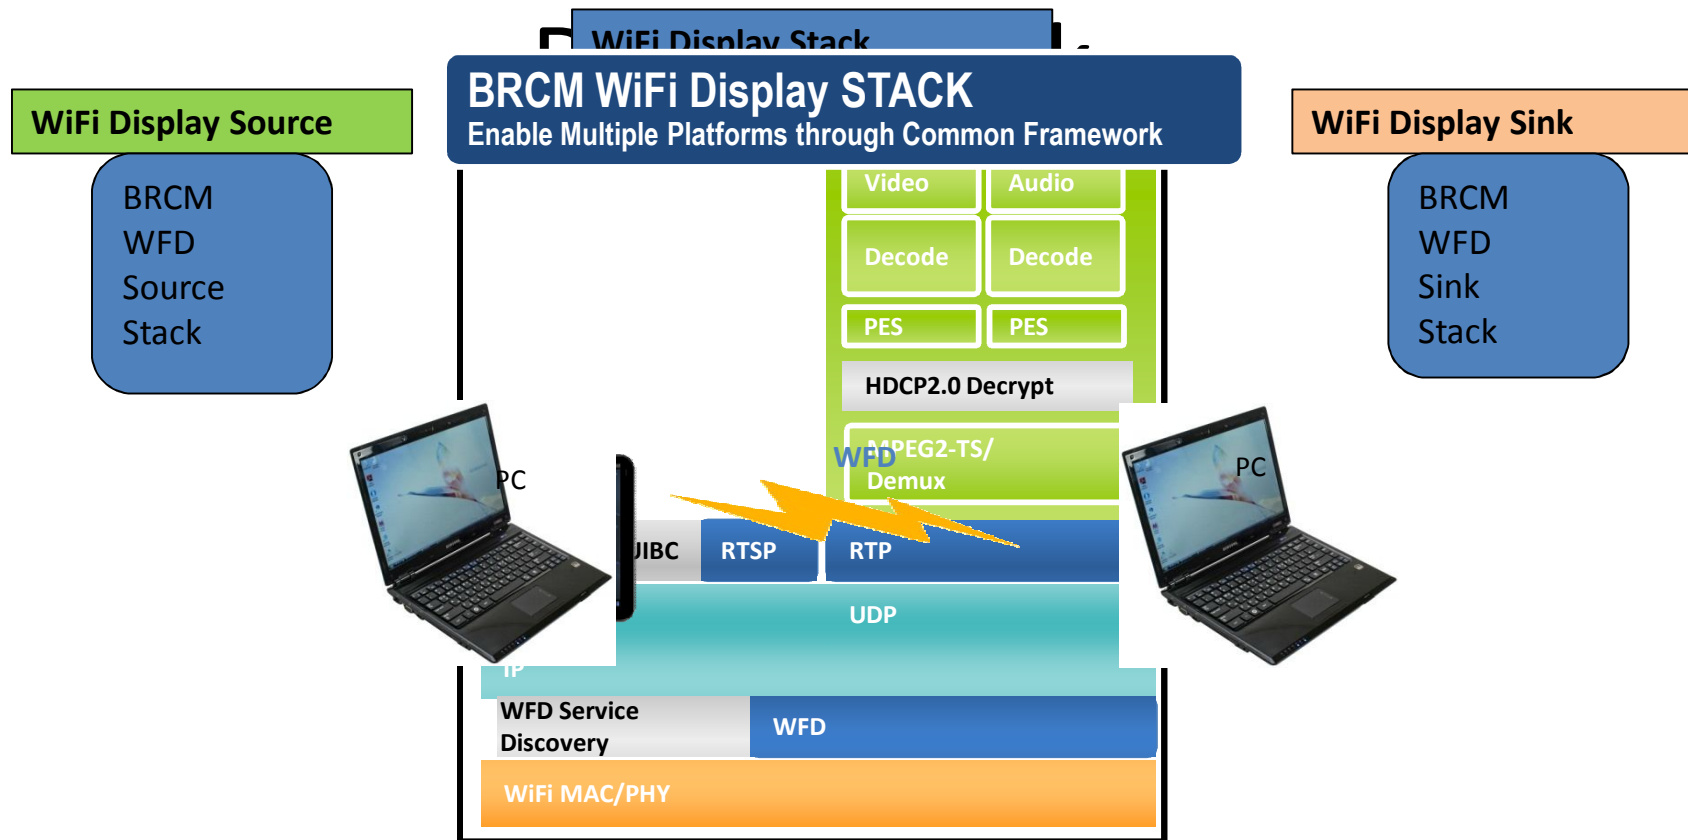 WiFi Display Stack
BRCM WiFi Display STACK
Enable Multiple Platforms through Common Framework
WiFi Display Source
WiFi Display Sink
BRCM
WFD
Source
Stack
BRCM
WFD
Sink
Stack
Video
Audio
Decode
Decode
PES
PES
HDCP2.0 Decrypt
MPEG2-TS/
Demux
WFD
PC
PC
RTSP
RTP
UDP
IP
WFD Service
Discovery
WFD
WiFi MAC/PHY